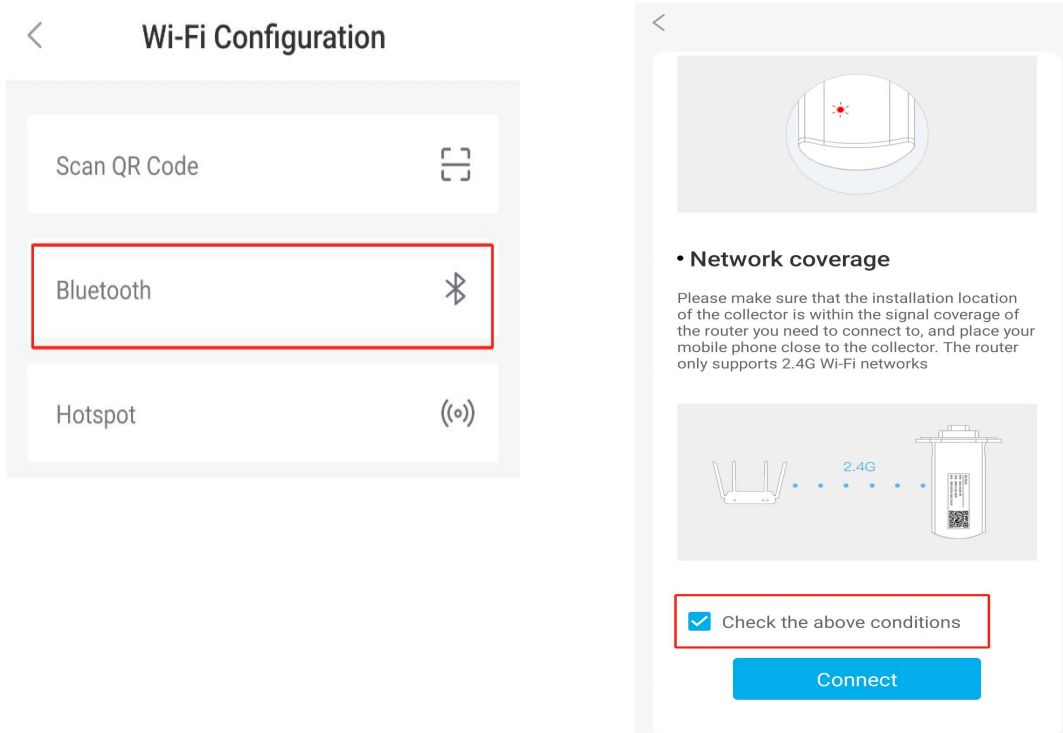 Wi-Fi Configuration
Scan QR Code
Bluetooth
Hotspot
• Network coverage
Please make sure that the installation location
of the collector is within the signal coverage of
the router you need to connect to, and place your
mobile phone close to the collector. The router
only supports 2.4G Wi-Fi networks
2.4G
Check the above conditions
Connect